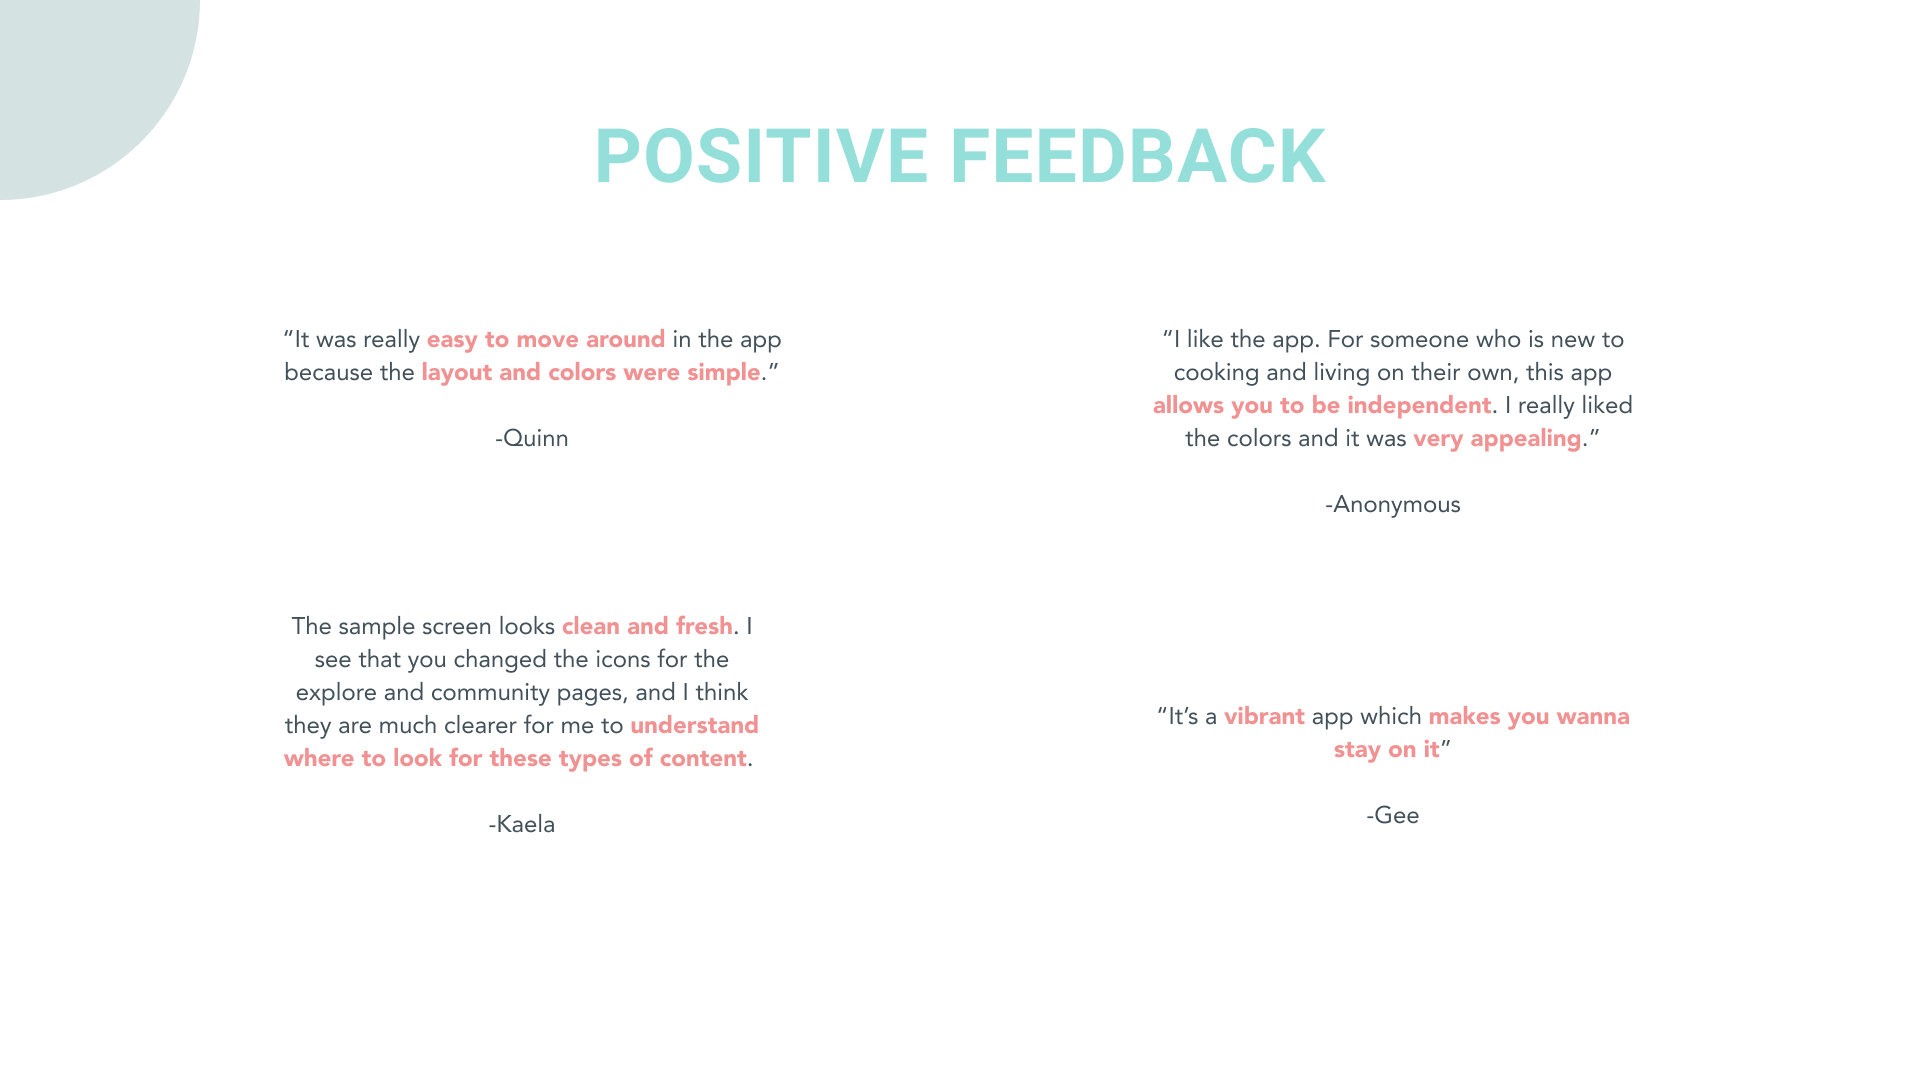 POSITIVE FEEDBACK
“It was really easy to move around in the app
because the layout and colors were simple.”
-Quinn
“I like the app. For someone who is new to
cooking and living on their own, this app
allows you to be independent. I really liked
the colors and it was very appealing.”
-Anonymous
The sample screen looks clean and fresh. I
see that you changed the icons for the
explore and community pages, and I think
they are much clearer for me to understand
where to look for these types of content.
-Kaela
“It’s a vibrant app which makes you wanna
stay on it”
-Gee